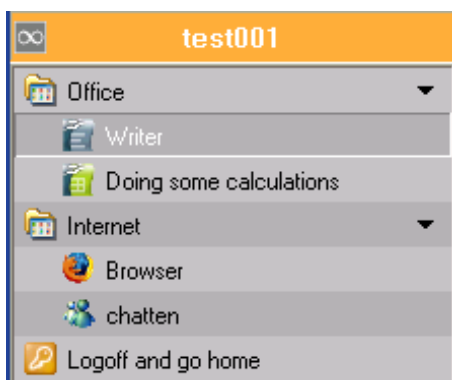 test001
Office
Writer
Doing some calculations
Internet
Browser
chatten
Logoff and go home